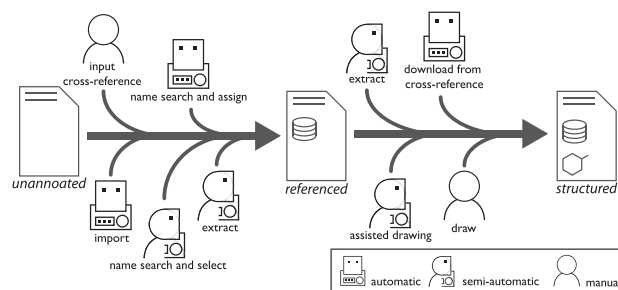 input
cross-reference
name search and assign
extract
download from
cross-reference
unannoated
referenced
structured
import
name search and select
extract
assisted drawing
draw
automatic
semi-automatic
manua